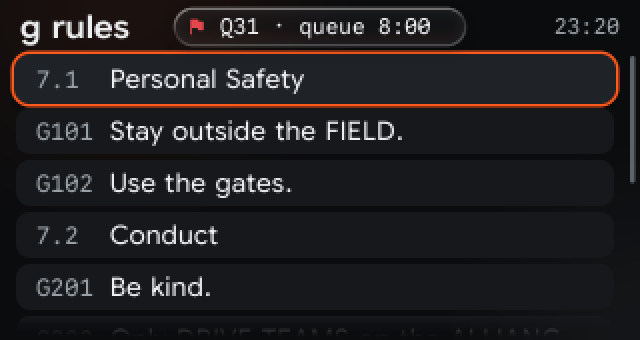 g rules
Q31 · queue 8:00
23:20
7.1 Personal Safety
G101 Stay outside the FIELD.
G102 Use the gates.
7.2 Conduct
G201 Be kind.